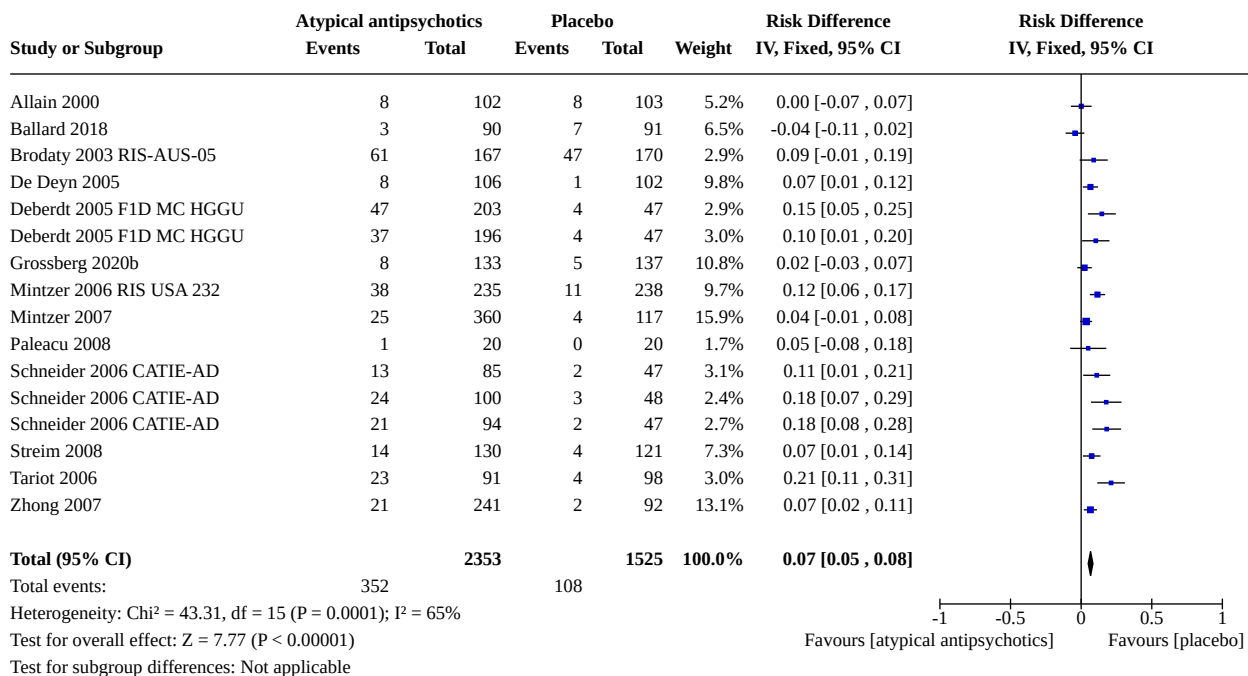 Atypical antipsychotics Placebo Risk Difference Risk Difference
Study or Subgroup Events Total Events Total Weight IV, Fixed, 95% CI IV, Fixed, 95% CI
Allain 2000 8 102 8 103 5.2% 0.00 [-0.07 , 0.07]
Ballard 2018 3 90 7 91 6.5% -0.04 [-0.11 , 0.02]
Brodaty 2003 RIS-AUS-05 61 167 47 170 2.9% 0.09 [-0.01 , 0.19]
De Deyn 2005 8 106 1 102 9.8% 0.07 [0.01 , 0.12]
Deberdt 2005 F1D MC HGGU 47 203 4 47 2.9% 0.15 [0.05 , 0.25]
Deberdt 2005 F1D MC HGGU 37 196 4 47 3.0% 0.10 [0.01 , 0.20]
Grossberg 2020b 8 133 5 137 10.8% 0.02 [-0.03 , 0.07]
Mintzer 2006 RIS USA 232 38 235 11 238 9.7% 0.12 [0.06 , 0.17]
Mintzer 2007 25 360 4 117 15.9% 0.04 [-0.01 , 0.08]
Paleacu 2008 1 20 0 20 1.7% 0.05 [-0.08 , 0.18]
Schneider 2006 CATIE-AD 13 85 2 47 3.1% 0.11 [0.01 , 0.21]
Schneider 2006 CATIE-AD 24 100 3 48 2.4% 0.18 [0.07 , 0.29]
Schneider 2006 CATIE-AD 21 94 2 47 2.7% 0.18 [0.08 , 0.28]
Streim 2008 14 130 4 121 7.3% 0.07 [0.01 , 0.14]
Tariot 2006 23 91 4 98 3.0% 0.21 [0.11 , 0.31]
Zhong 2007 21 241 2 92 13.1% 0.07 [0.02 , 0.11]
Total (95% CI) 2353 1525 100.0% 0.07 [0.05 , 0.08]
Total events: 352 108
Heterogeneity: Chi² = 43.31, df = 15 (P = 0.0001); I² = 65%
-1 -0.5 0 0.5 1
Test for overall effect: Z = 7.77 (P < 0.00001)
Favours [atypical antipsychotics] Favours [placebo]
Test for subgroup differences: Not applicable